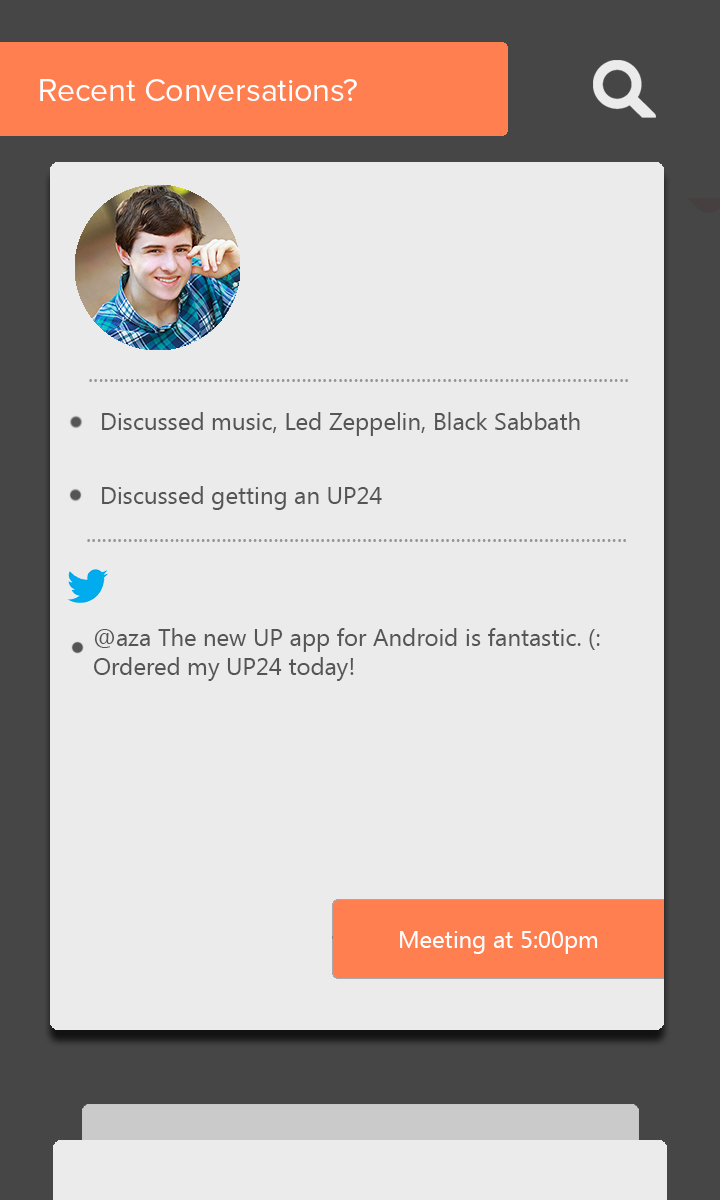 Recent Conversations?
Discussed music, Led Zeppelin, Black Sabbath
Discussed getting an UP24
@aza The new UP app for Android is fantastic. (:
Ordered my UP24 today!
Meeting at 5:00pm